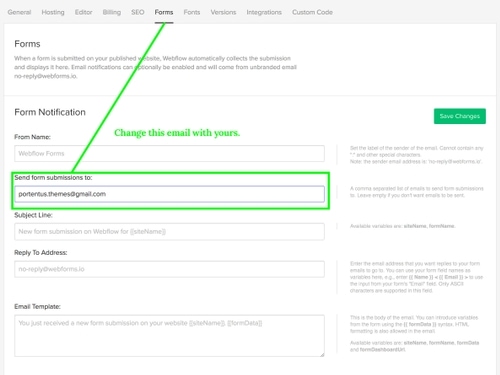 General Hosting Editor Billing SEO Forms Fonts Versions Integrations Custom Code
Forms
When a form is submitted on your published website, Webflow automatically collects the submission
and displays it here. Email notifications can optionally be enabled and will come from unbranded email
no-reply@webforms.io.
Form Notification
Save Changes
Change this email with yours.
From Name:
Webflow Forms
Set the label of the sender of the email. Cannot contain any
":" and other special characters.
Note: the sender email address is: 'no-reply@webforms.io'.
Send form submissions to:
portentus.themes@gmail.com
A comma separated list of emails to send form submissions
to. Leave empty if you don't want emails to be sent.
Subject Line:
New form submission on Webflow for {{siteName}}
Available variables are: siteName, formName.
Reply To Address:
no-reply@webforms.io
Enter the email address that you want replies to your form
emails to go to. You can use your form field names as
variables here, e.g., enter {{ Name }} < {{ Email }} > to use
the input from your form's "Email" field. Only ASCII
characters are supported in this field.
Email Template:
You just received a new form submission on your website {{siteName}}. {{formData}}
This is the body of the email. You can introduce variables
from the form using the {{ formData }} syntax. HTML
formatting is also allowed in the email.
Available variables are: siteName, formName, formData
and formDashboardUrl.